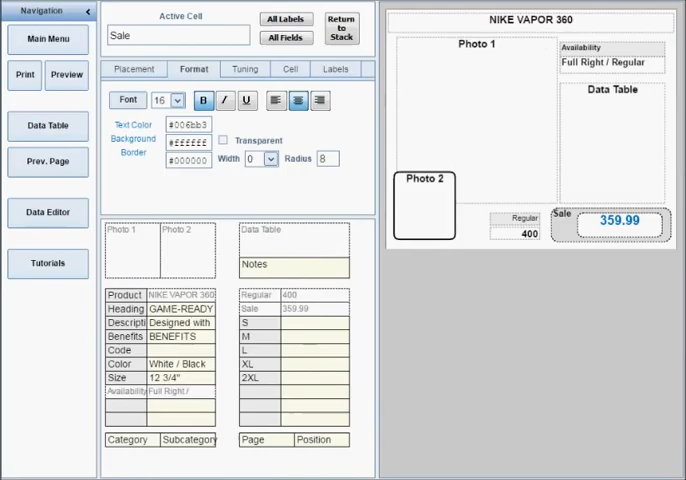 Navigation
Main Menu
Print
Preview
Data Table
Prev. Page
Data Editor
Tutorials
Active Cell
Sale
All Labels
All Fields
Return
to
Stack
Placement
Format
Tuning
Cell
Labels
Font
16
B
I
U
Text Color
#006bb3
Background
#ffffff
Transparent
Border
#000000
Width
0
Radius
8
Photo 1
Photo 2
Data Table
Notes
Product
NIKE VAPOR 360
Heading
GAME-READY
Descripti
Designed with
Benefits
BENEFITS
Code
Color
White / Black
Size
12 3/4"
Availability
Full Right /
Regular
400
Sale
359.99
S
M
L
XL
2XL
Category
Subcategory
Page
Position
NIKE VAPOR 360
Photo 1
Availability
Full Right / Regular
Data Table
Photo 2
Regular
400
Sale
359.99